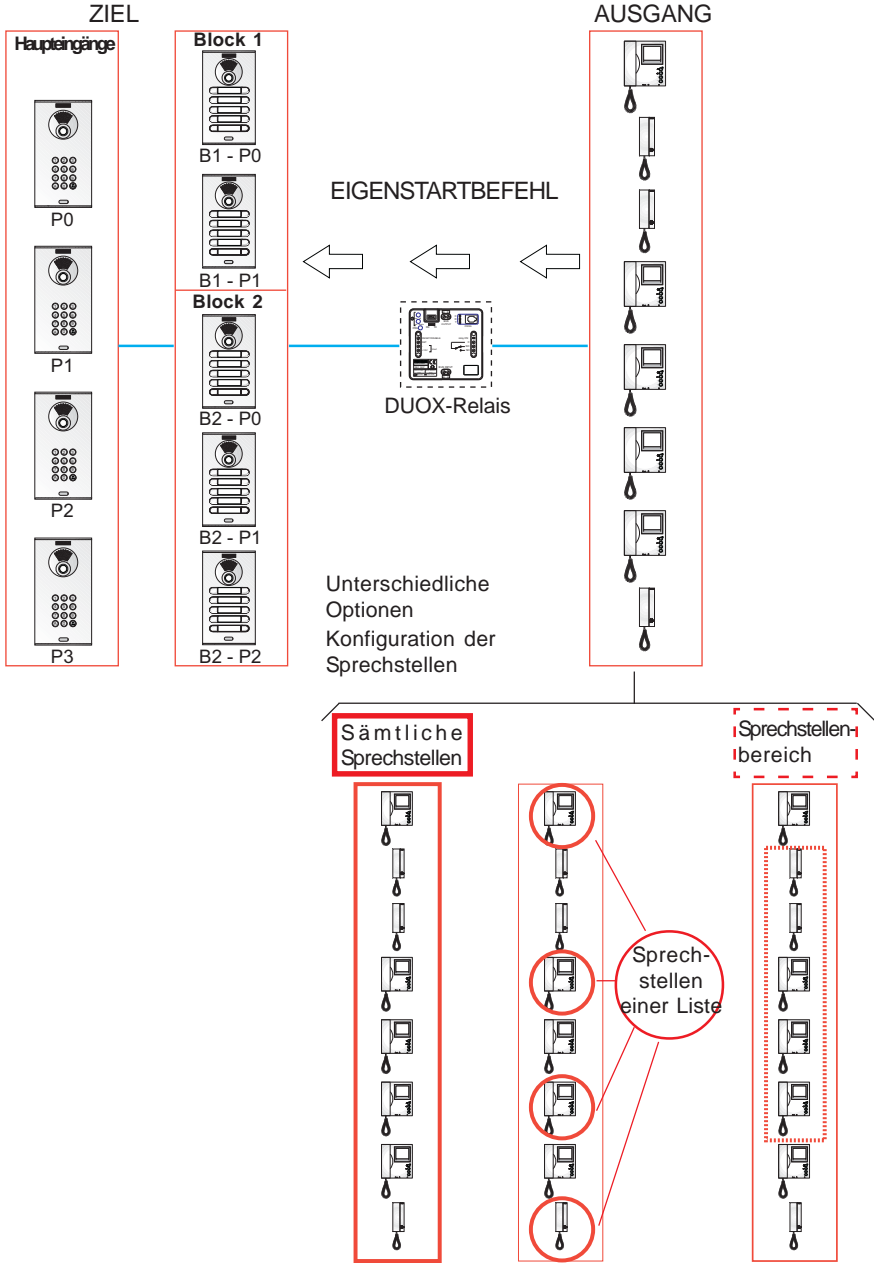 ZIEL
AUSGANG
Haupteingänge
Block 1
B1 - P0
EIGENSTARTBEFEHL
P0
B1 - P1
Block 2
P1
DUOX-Relais
B2 - P0
P2
B2 - P1
Unterschiedliche
Optionen
Konfiguration der
Sprechstellen
P3
B2 - P2
Sämtliche
Sprechstellen
Sprechstellen-
bereich
Sprech-
stellen
einer Liste